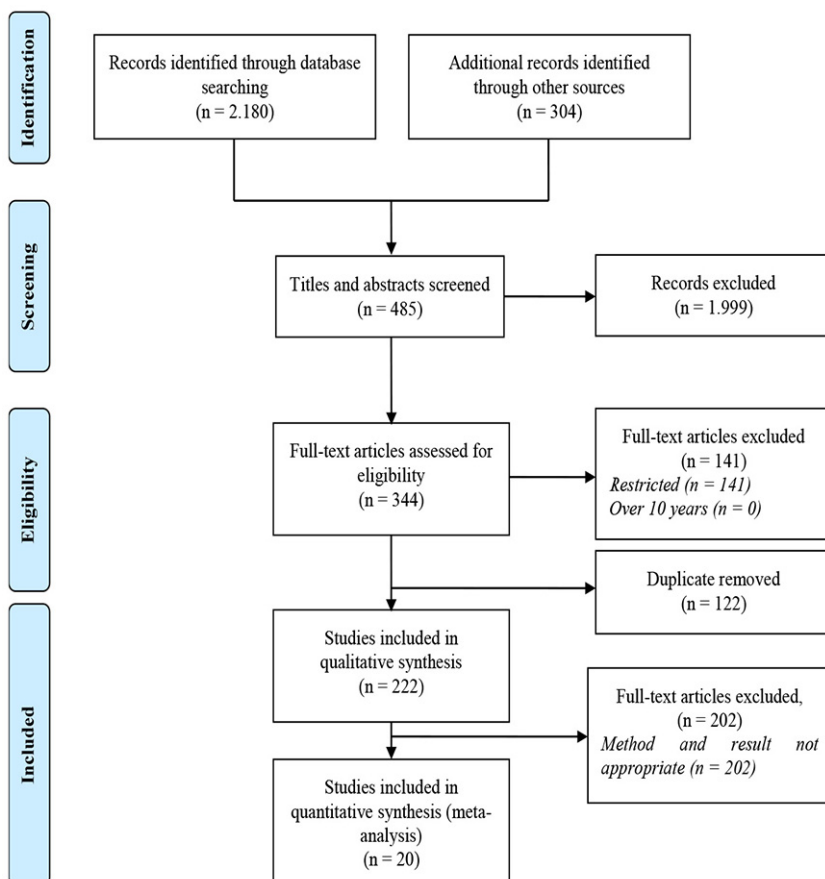 Identification
Records identified through database
searching
(n = 2.180)
Additional records identified
through other sources
(n = 304)
Screening
Titles and abstracts screened
(n = 485)
Records excluded
(n = 1.999)
Eligibility
Full-text articles assessed for
eligibility
(n = 344)
Full-text articles excluded
(n = 141)
Restricted (n = 141)
Over 10 years (n = 0)
Duplicate removed
(n = 122)
Included
Studies included in
qualitative synthesis
(n = 222)
Full-text articles excluded,
(n = 202)
Method and result not
appropriate (n = 202)
Studies included in
quantitative synthesis (meta-
analysis)
(n = 20)